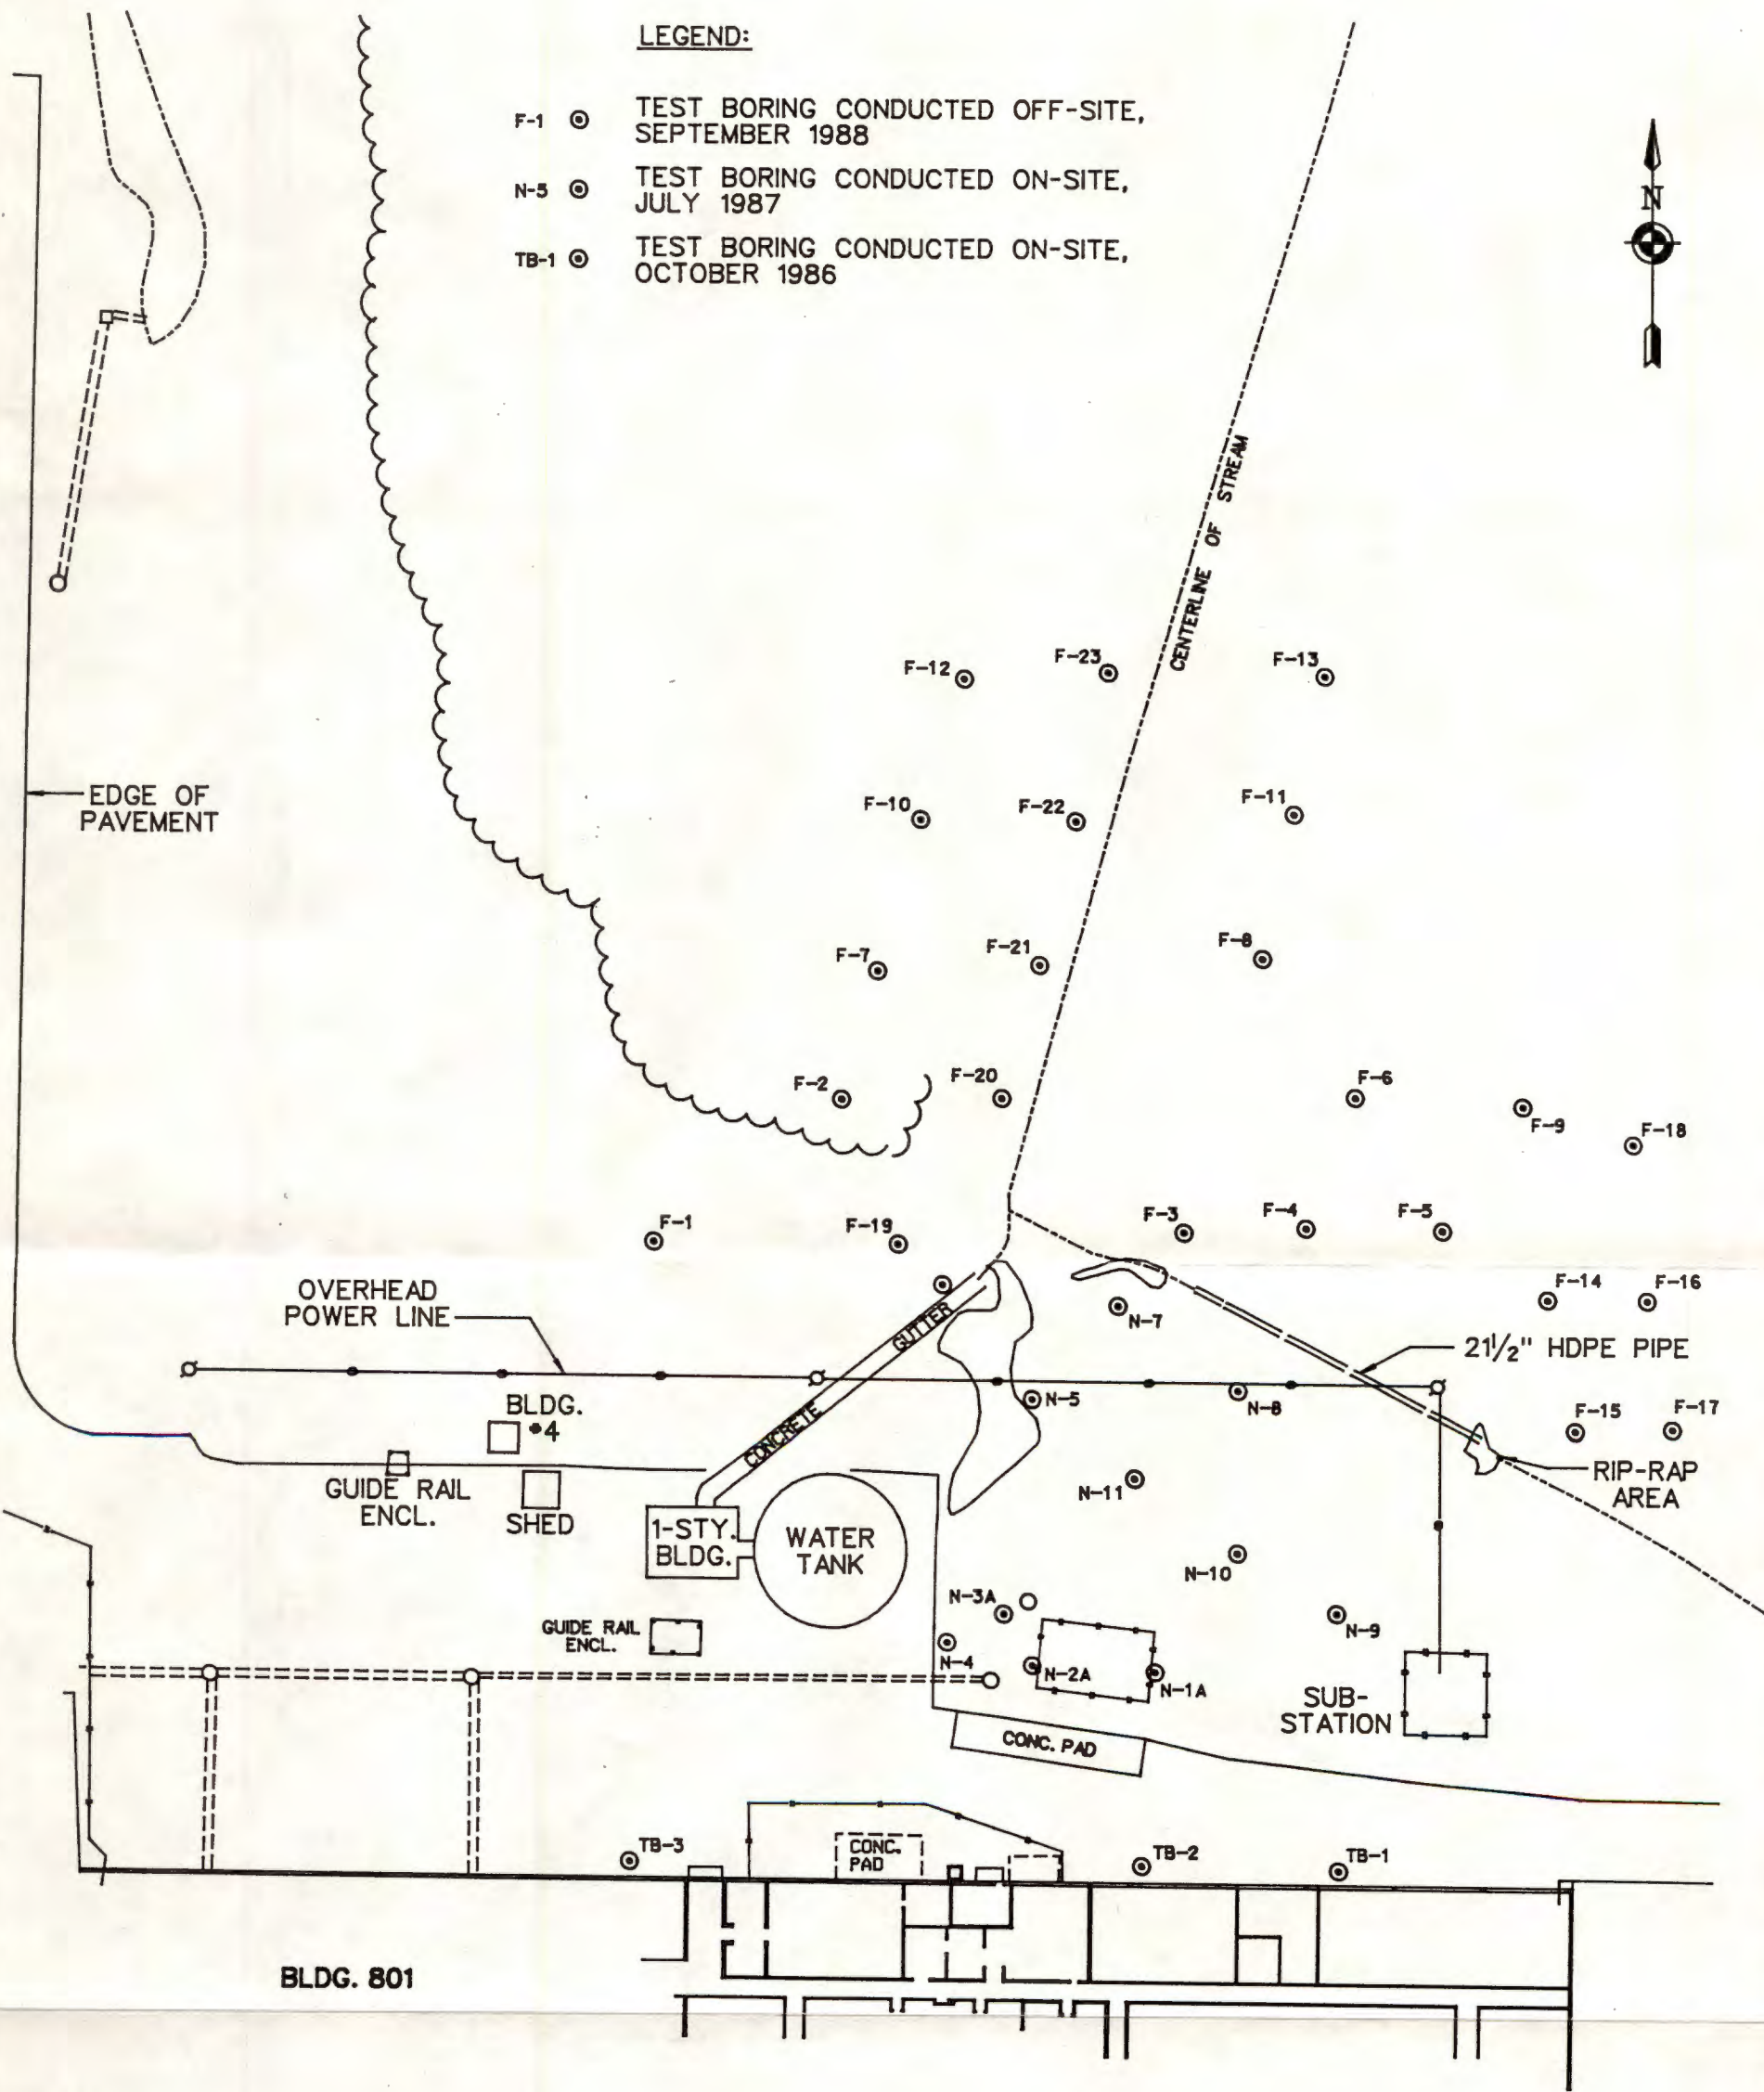 LEGEND:
F-1 TEST BORING CONDUCTED OFF-SITE,
SEPTEMBER 1988
N-5 TEST BORING CONDUCTED ON-SITE,
JULY 1987
TB-1 TEST BORING CONDUCTED ON-SITE,
OCTOBER 1986
N
CENTERLINE OF STREAM
F-12
F-23
F-13
EDGE OF
PAVEMENT
F-10
F-22
F-11
F-7
F-21
F-8
F-2
F-20
F-6
F-9
F-18
F-1
F-19
F-3
F-4
F-5
OVERHEAD
POWER LINE
F-14
F-16
N-7
CONCRETE GUTTER
21 1/2" HDPE PIPE
BLDG.
4
N-5
N-8
F-15
F-17
GUIDE RAIL
ENCL.
SHED
N-11
RIP-RAP
AREA
1-STY.
BLDG.
WATER
TANK
N-10
N-3A
N-9
GUIDE RAIL
ENCL.
N-4
N-2A
N-1A
SUB-
STATION
CONC. PAD
TB-3
CONC.
PAD
TB-2
TB-1
BLDG. 801